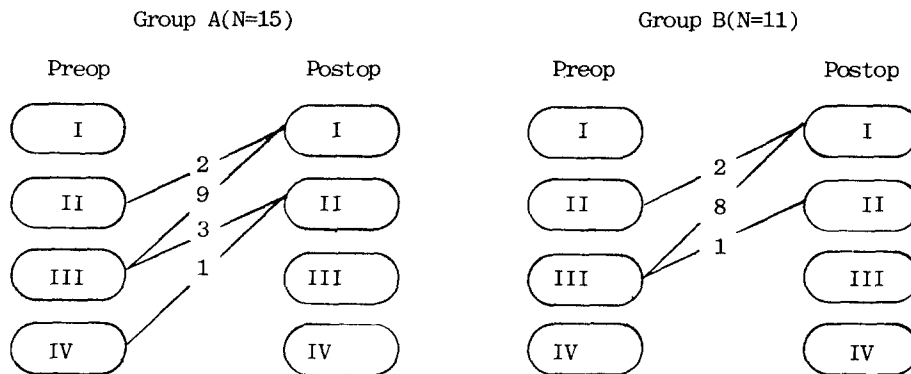 Group A(N=15) Group B(N=11)
Preop Postop Preop Postop
I I I I
2 2
9
II II II 8 II
3
1 1
III III III III
IV IV IV IV